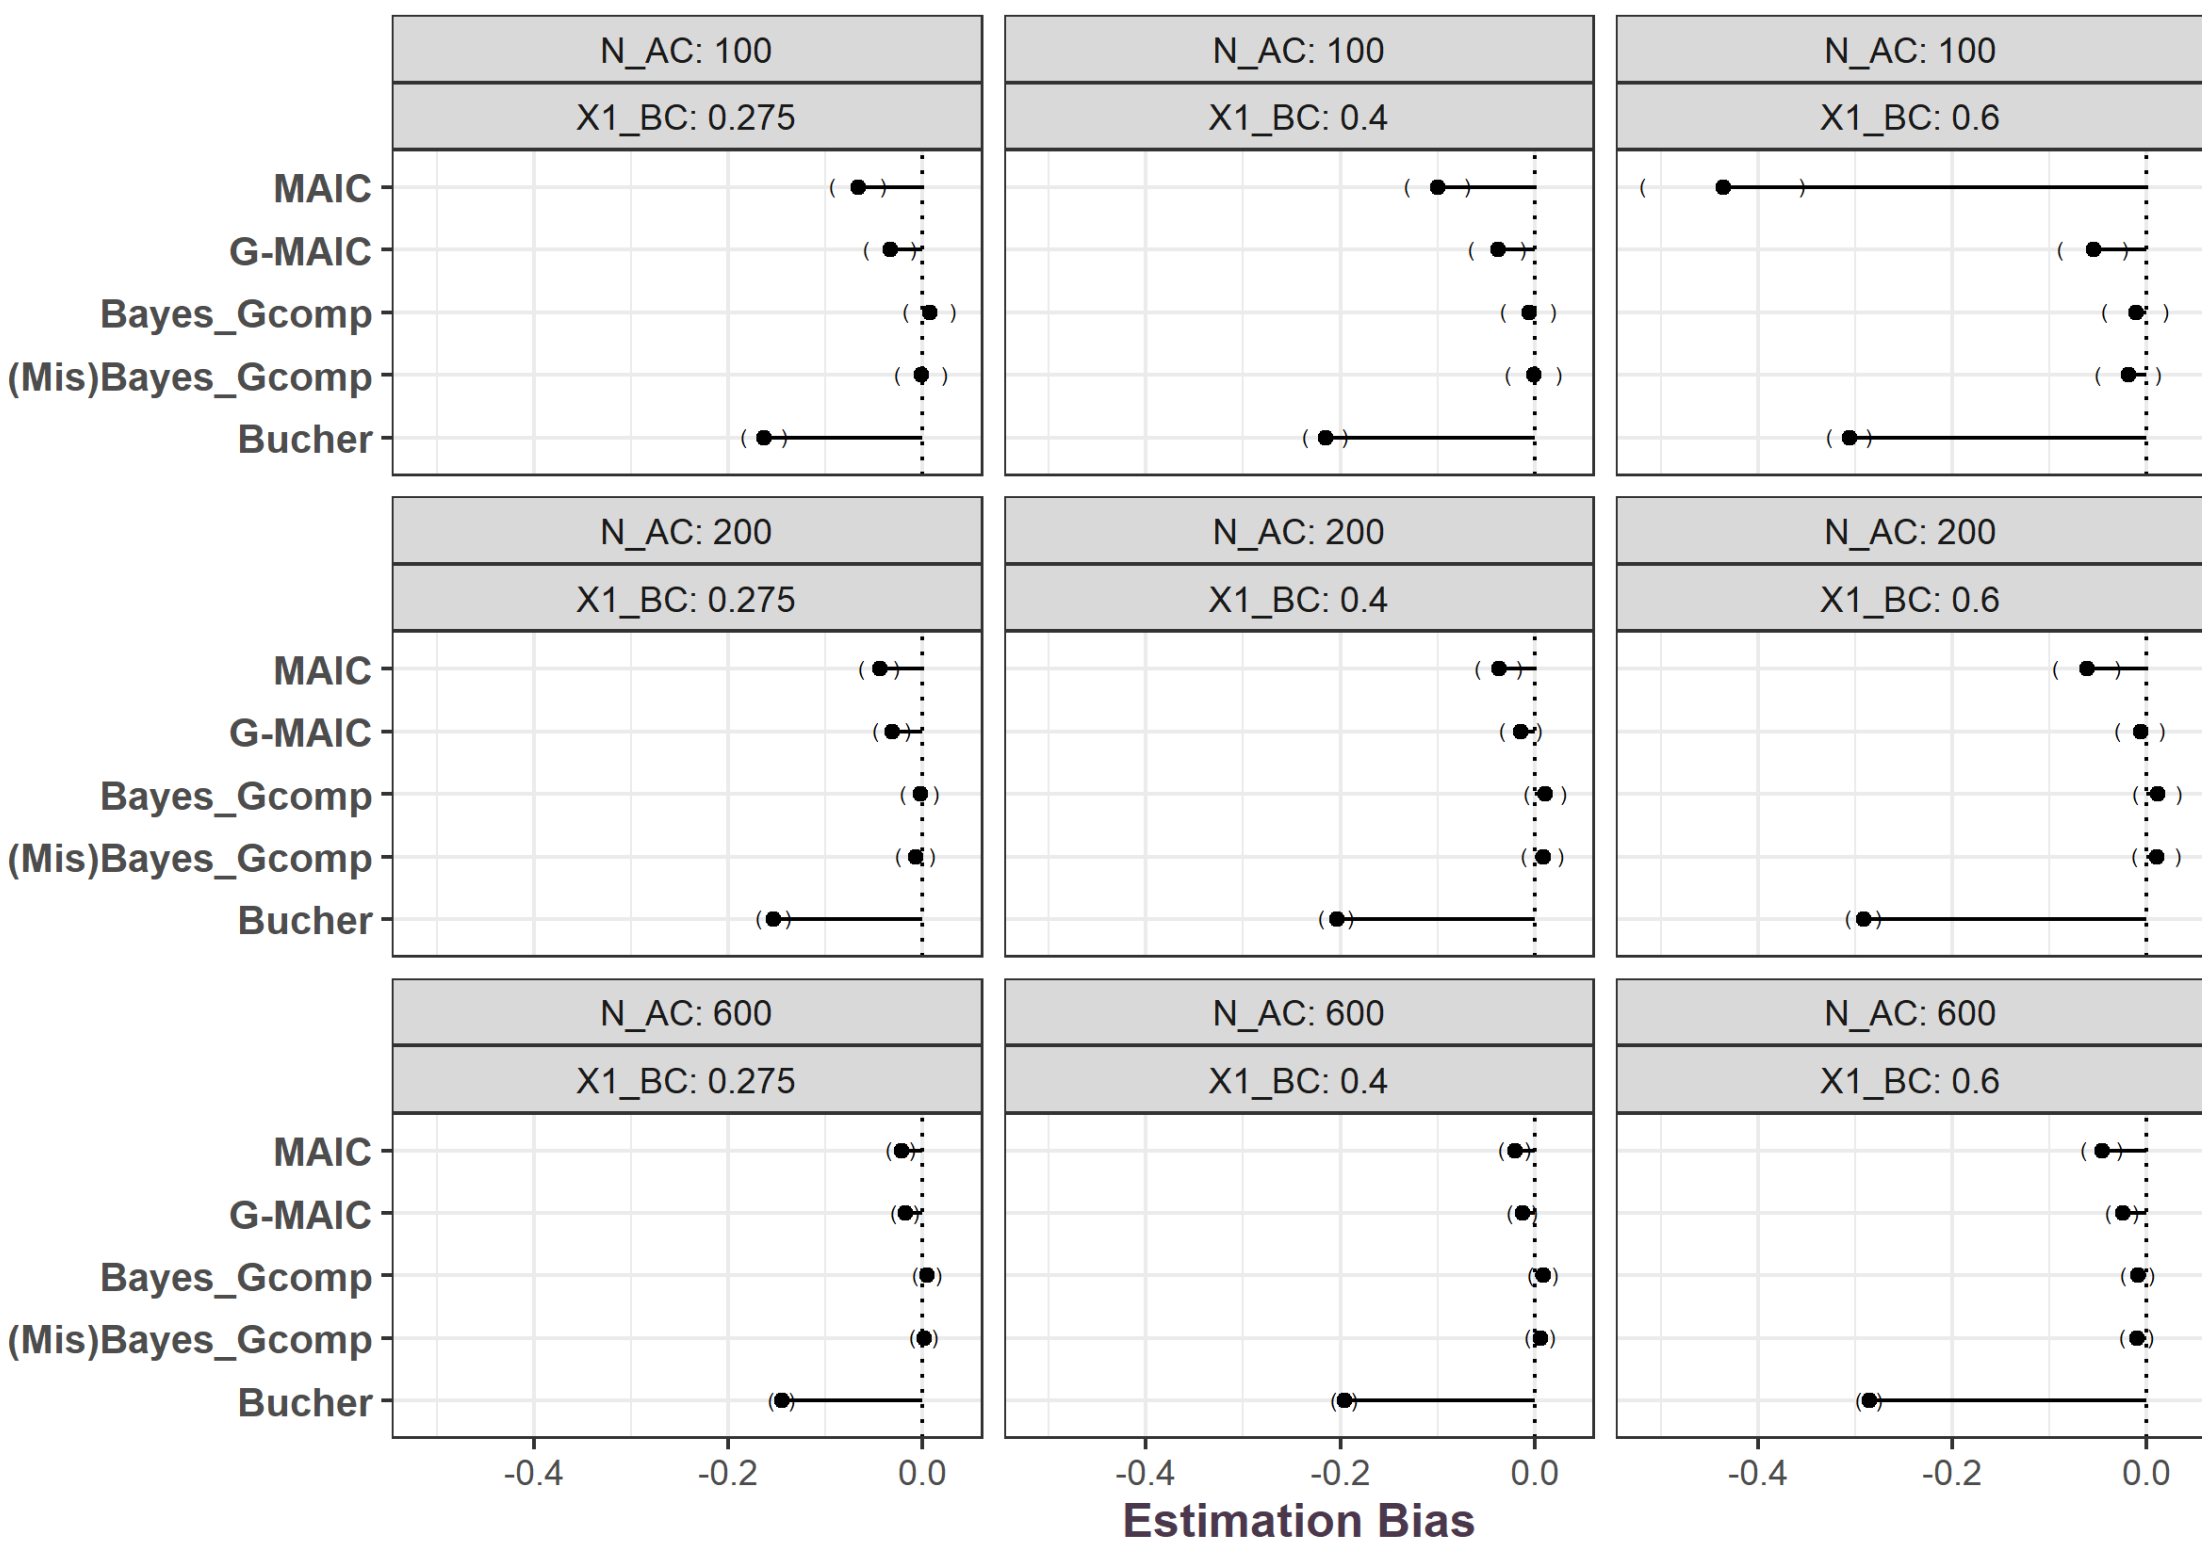 N_AC: 100 N_AC: 100 N_AC: 100
X1_BC: 0.275 X1_BC: 0.4 X1_BC: 0.6
MAIC
G-MAIC
Bayes_Gcomp
(Mis)Bayes_Gcomp
Bucher
N_AC: 200 N_AC: 200 N_AC: 200
X1_BC: 0.275 X1_BC: 0.4 X1_BC: 0.6
MAIC
G-MAIC
Bayes_Gcomp
(Mis)Bayes_Gcomp
Bucher
N_AC: 600 N_AC: 600 N_AC: 600
X1_BC: 0.275 X1_BC: 0.4 X1_BC: 0.6
MAIC
G-MAIC
Bayes_Gcomp
(Mis)Bayes_Gcomp
Bucher
-0.4 -0.2 0.0 -0.4 -0.2 0.0 -0.4 -0.2 0.0
Estimation Bias